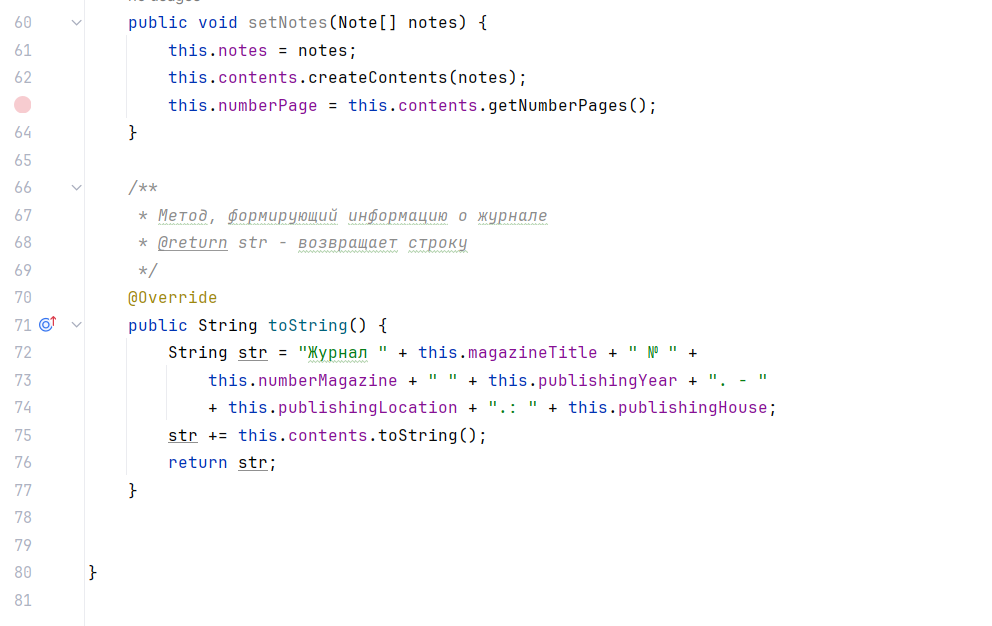 60 public void setNotes(Note[] notes) {
61 this.notes = notes;
62 this.contents.createContents(notes);
this.numberPage = this.contents.getNumberPages();
64 }
65
66 /**
67 * Метод, формирующий информацию о журнале
68 * @return str - возвращает строку
69 */
70 @Override
71 public String toString() {
72 String str = "Журнал " + this.magazineTitle + " № " +
73 this.numberMagazine + " " + this.publishingYear + ". - "
74 + this.publishingLocation + ".: " + this.publishingHouse;
75 str += this.contents.toString();
76 return str;
77 }
78
79
80 }
81